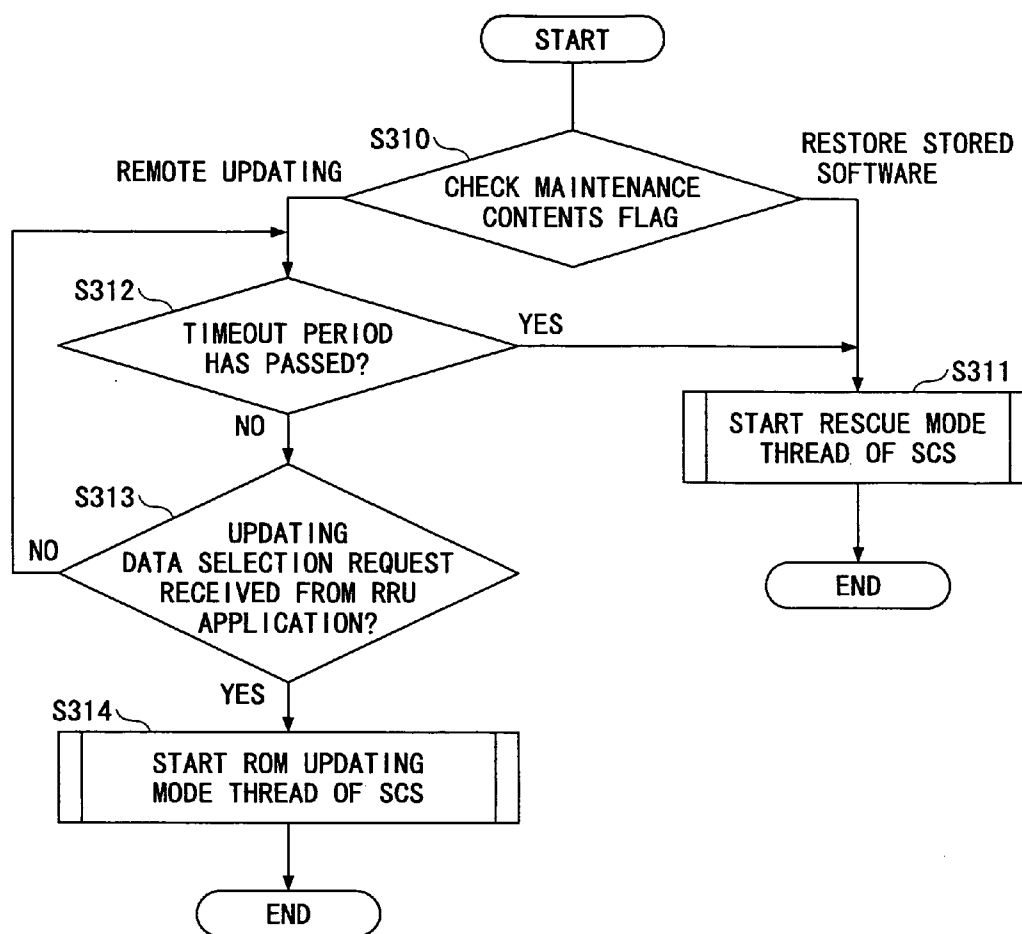 START
S310
REMOTE UPDATING
RESTORE STORED
SOFTWARE
CHECK MAINTENANCE
CONTENTS FLAG
S312
TIMEOUT PERIOD
HAS PASSED?
YES
NO
S311
START RESCUE MODE
THREAD OF SCS
END
S313
UPDATING
DATA SELECTION REQUEST
RECEIVED FROM RRU
APPLICATION?
NO
YES
S314
START ROM UPDATING
MODE THREAD OF SCS
END